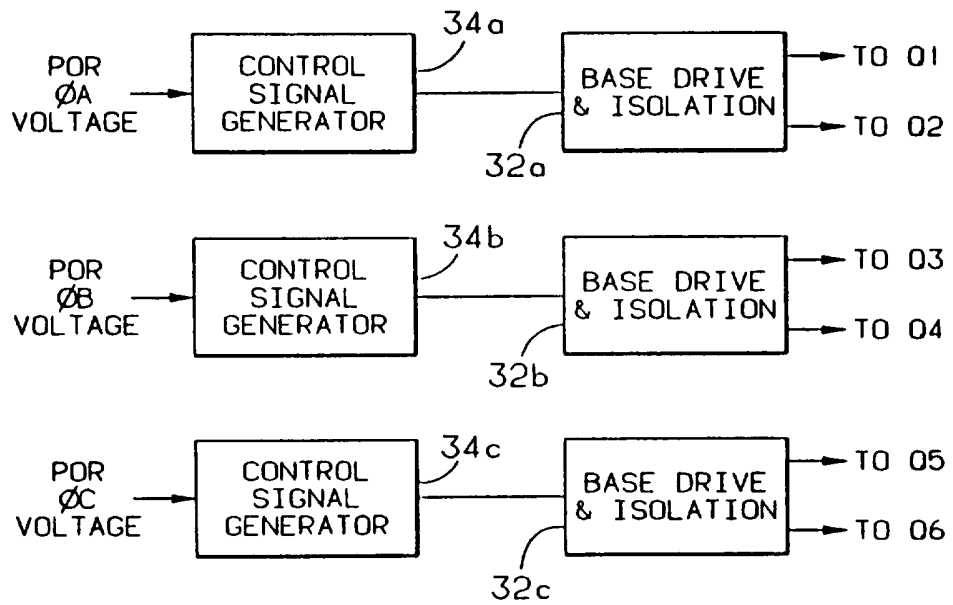 34a
POR
ØA
VOLTAGE
CONTROL
SIGNAL
GENERATOR
BASE DRIVE
& ISOLATION
TO Q1
TO Q2
32a
34b
POR
ØB
VOLTAGE
CONTROL
SIGNAL
GENERATOR
BASE DRIVE
& ISOLATION
TO Q3
TO Q4
32b
34c
POR
ØC
VOLTAGE
CONTROL
SIGNAL
GENERATOR
BASE DRIVE
& ISOLATION
TO Q5
TO Q6
32c